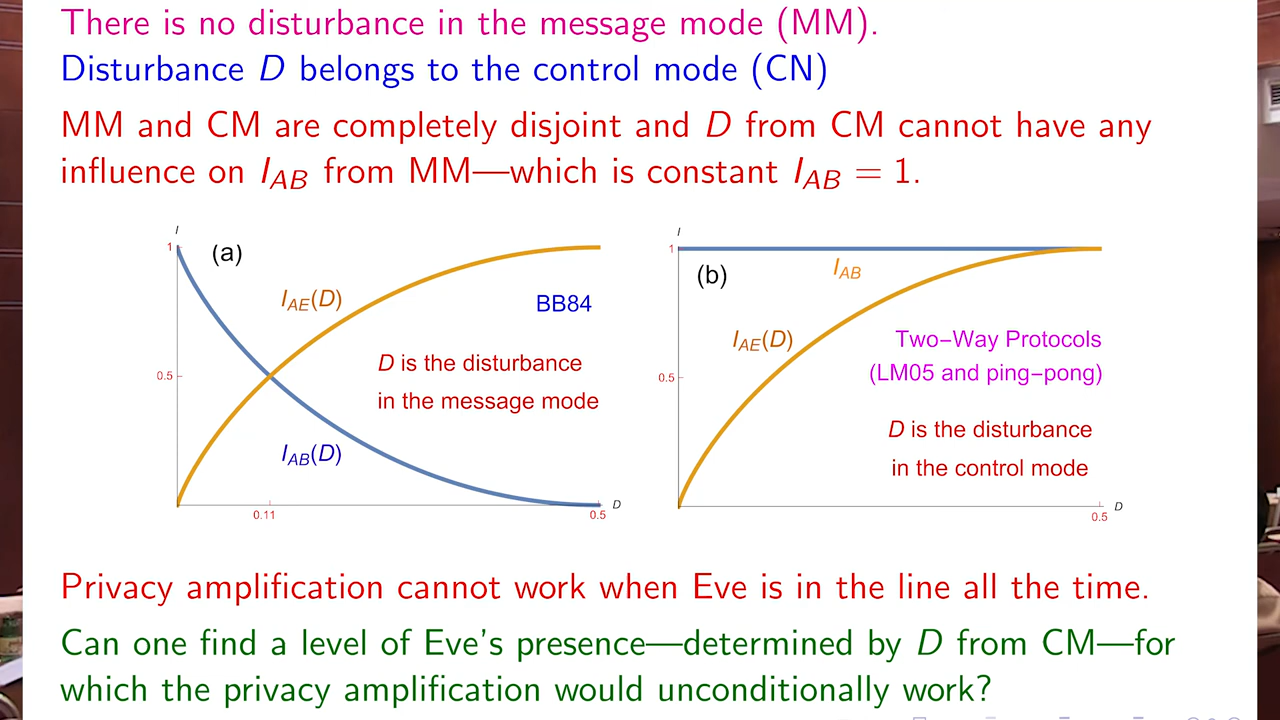 There is no disturbance in the message mode (MM).
Disturbance D belongs to the control mode (CN)
MM and CM are completely disjoint and D from CM cannot have any
influence on I_AB from MM—which is constant I_AB = 1.
I
1
(a)
I_AE(D)
BB84
D is the disturbance
in the message mode
0.5
I_AB(D)
0.11
0.5
D
I
1
I_AB
(b)
I_AE(D)
Two−Way Protocols
(LM05 and ping−pong)
0.5
D is the disturbance
in the control mode
0.5
D
Privacy amplification cannot work when Eve is in the line all the time.
Can one find a level of Eve's presence—determined by D from CM—for
which the privacy amplification would unconditionally work?